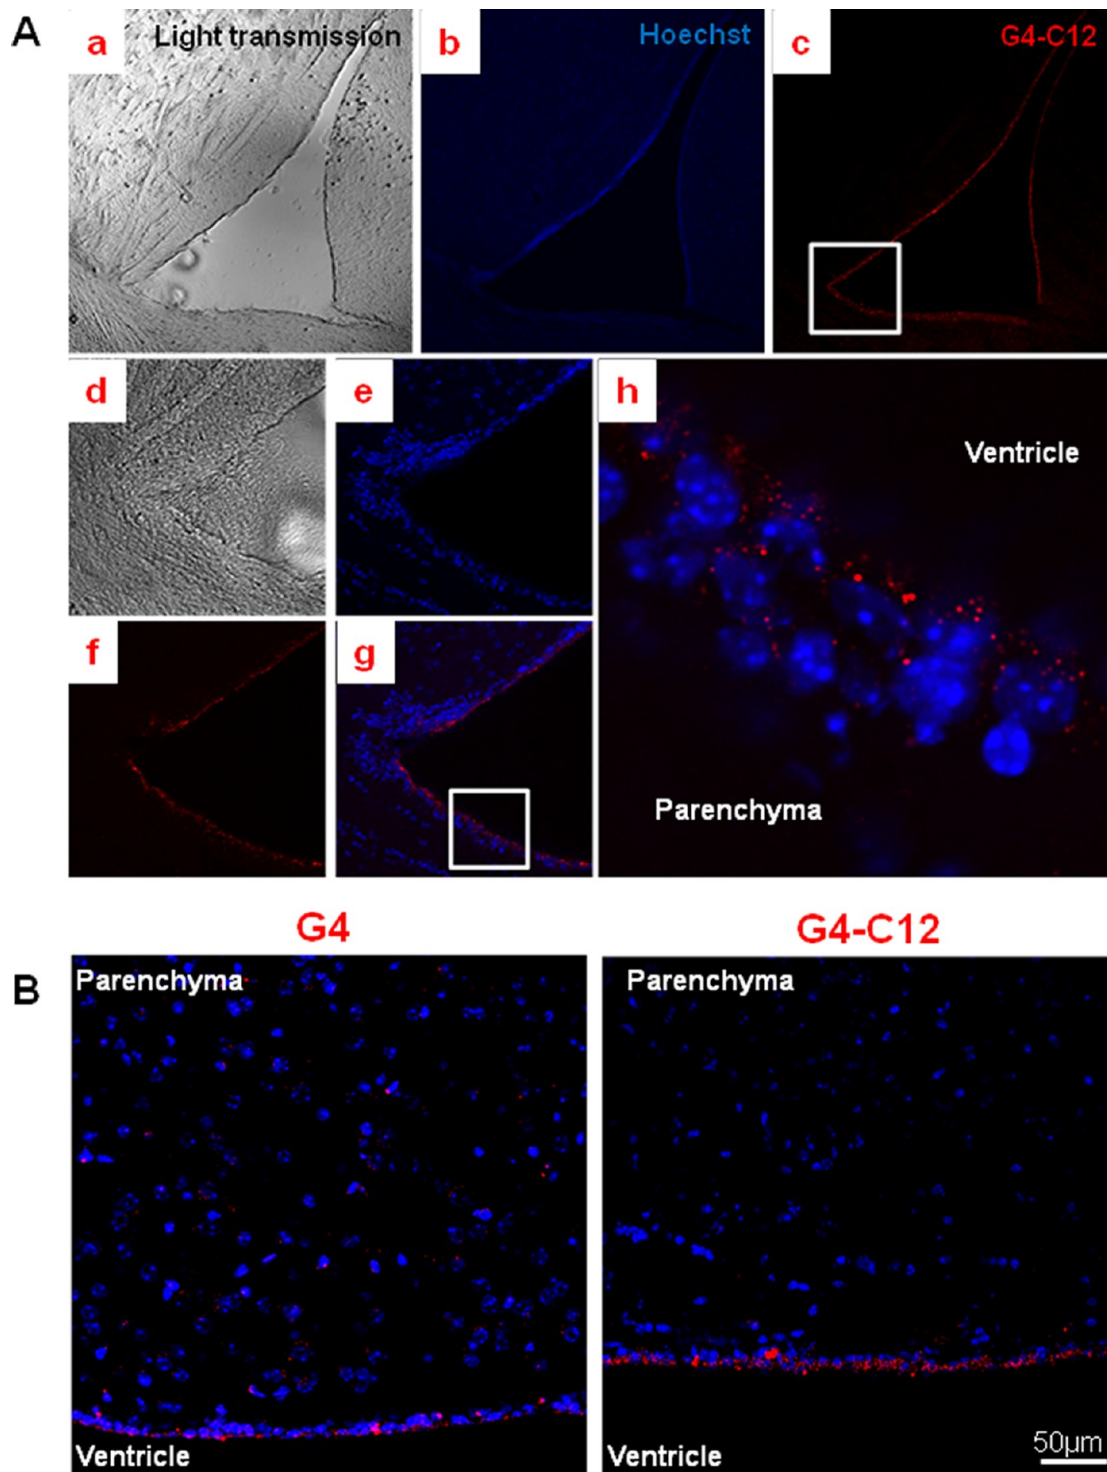 A
a
Light transmission
b
Hoechst
c
G4-C12
d
e
h
Ventricle
f
g
Parenchyma
G4
G4-C12
B
Parenchyma
Parenchyma
Ventricle
Ventricle
50µm